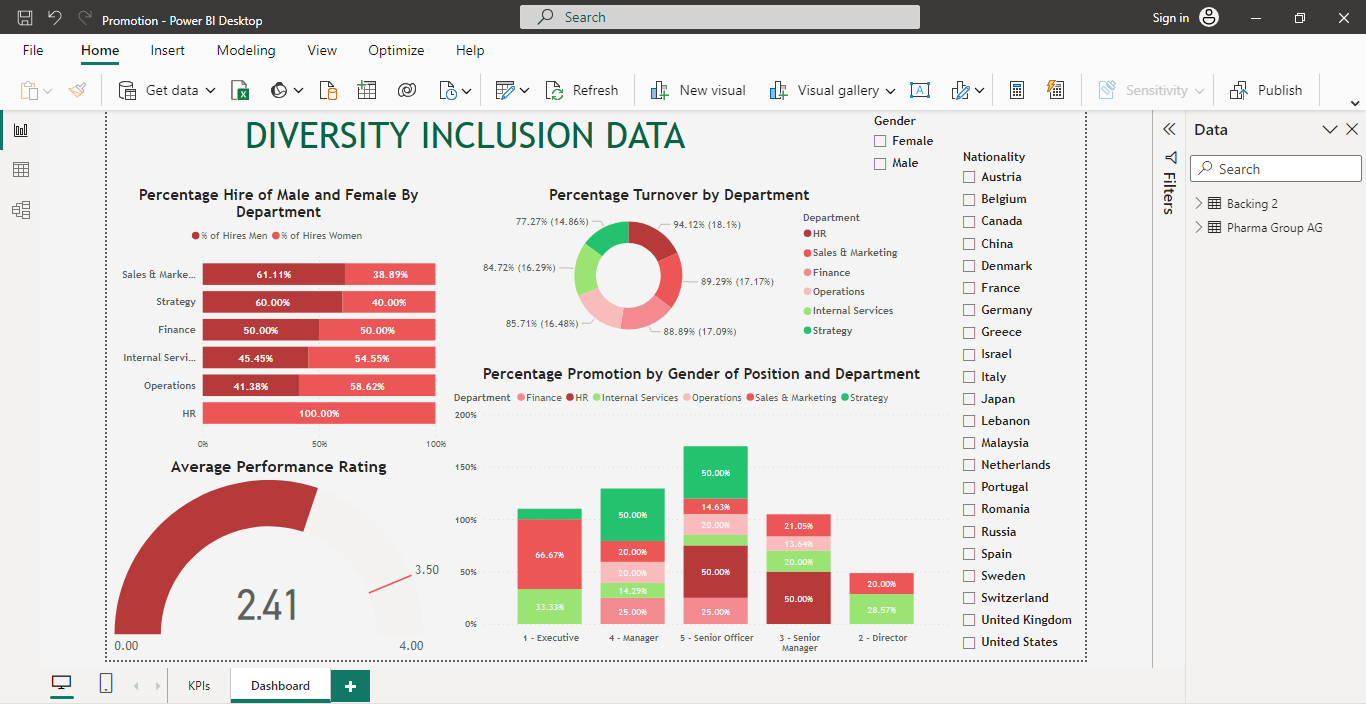 Promotion - Power BI Desktop
Search
Sign in
File
Home
Insert
Modeling
View
Optimize
Help
Get data
Refresh
New visual
Visual gallery
A
Sensitivity
Publish
DIVERSITY INCLUSION DATA
Gender
Female
Male
Percentage Hire of Male and Female By
Department
% of Hires Men % of Hires Women
Sales & Marke... 61.11% 38.89%
Strategy 60.00% 40.00%
Finance 50.00% 50.00%
Internal Servi... 45.45% 54.55%
Operations 41.38% 58.62%
HR 100.00%
0% 50% 100%
Percentage Turnover by Department
77.27% (14.86%)
94.12% (18.1%)
84.72% (16.29%)
89.29% (17.17%)
85.71% (16.48%)
88.89% (17.09%)
Department
HR
Sales & Marketing
Finance
Operations
Internal Services
Strategy
Average Performance Rating
2.41
3.50
0.00
4.00
Percentage Promotion by Gender of Position and Department
Department Finance HR Internal Services Operations Sales & Marketing Strategy
200%
150%
100%
50%
0%
66.67%
33.33%
50.00%
20.00%
20.00%
14.29%
25.00%
50.00%
14.63%
20.00%
50.00%
25.00%
21.05%
13.64%
20.00%
50.00%
20.00%
28.57%
1 - Executive
4 - Manager
5 - Senior Officer
3 - Senior
Manager
2 - Director
Nationality
Austria
Belgium
Canada
China
Denmark
France
Germany
Greece
Israel
Italy
Japan
Lebanon
Malaysia
Netherlands
Portugal
Romania
Russia
Spain
Sweden
Switzerland
United Kingdom
United States
Filters
Data
Search
Backing 2
Pharma Group AG
KPIs
Dashboard